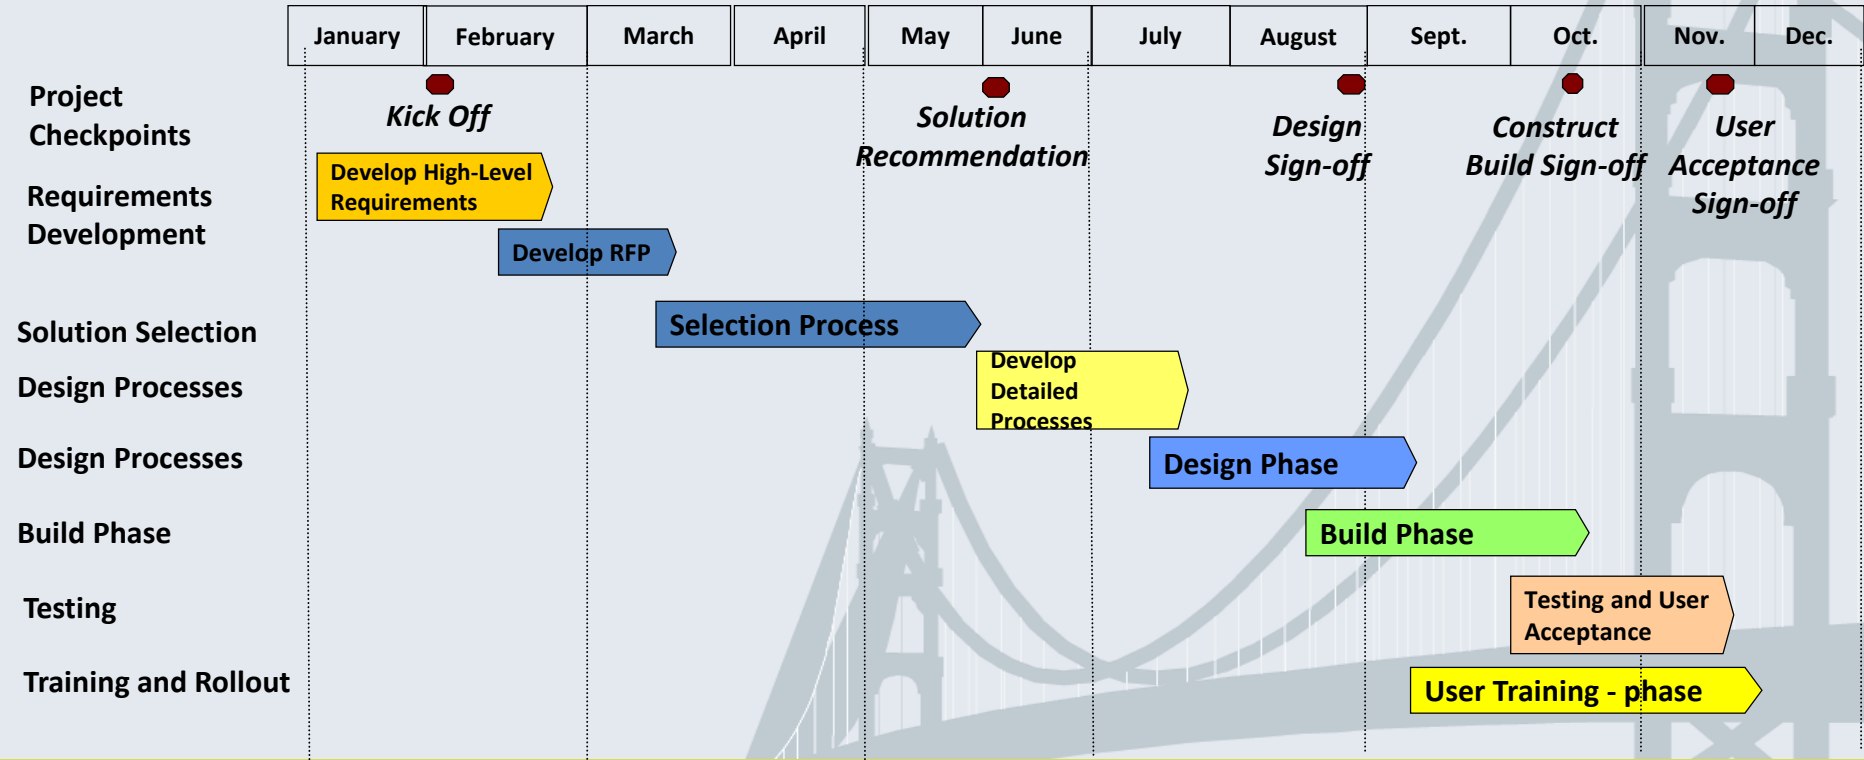 January February March April May June July August Sept. Oct. Nov. Dec.
Project
Checkpoints
Kick Off
Solution
Recommendation
Design
Sign-off
Construct
Build Sign-off
User
Acceptance
Sign-off
Requirements
Development
Develop High-Level
Requirements
Develop RFP
Solution Selection
Selection Process
Design Processes
Develop
Detailed
Processes
Design Processes
Design Phase
Build Phase
Build Phase
Testing
Testing and User
Acceptance
Training and Rollout
User Training - phase